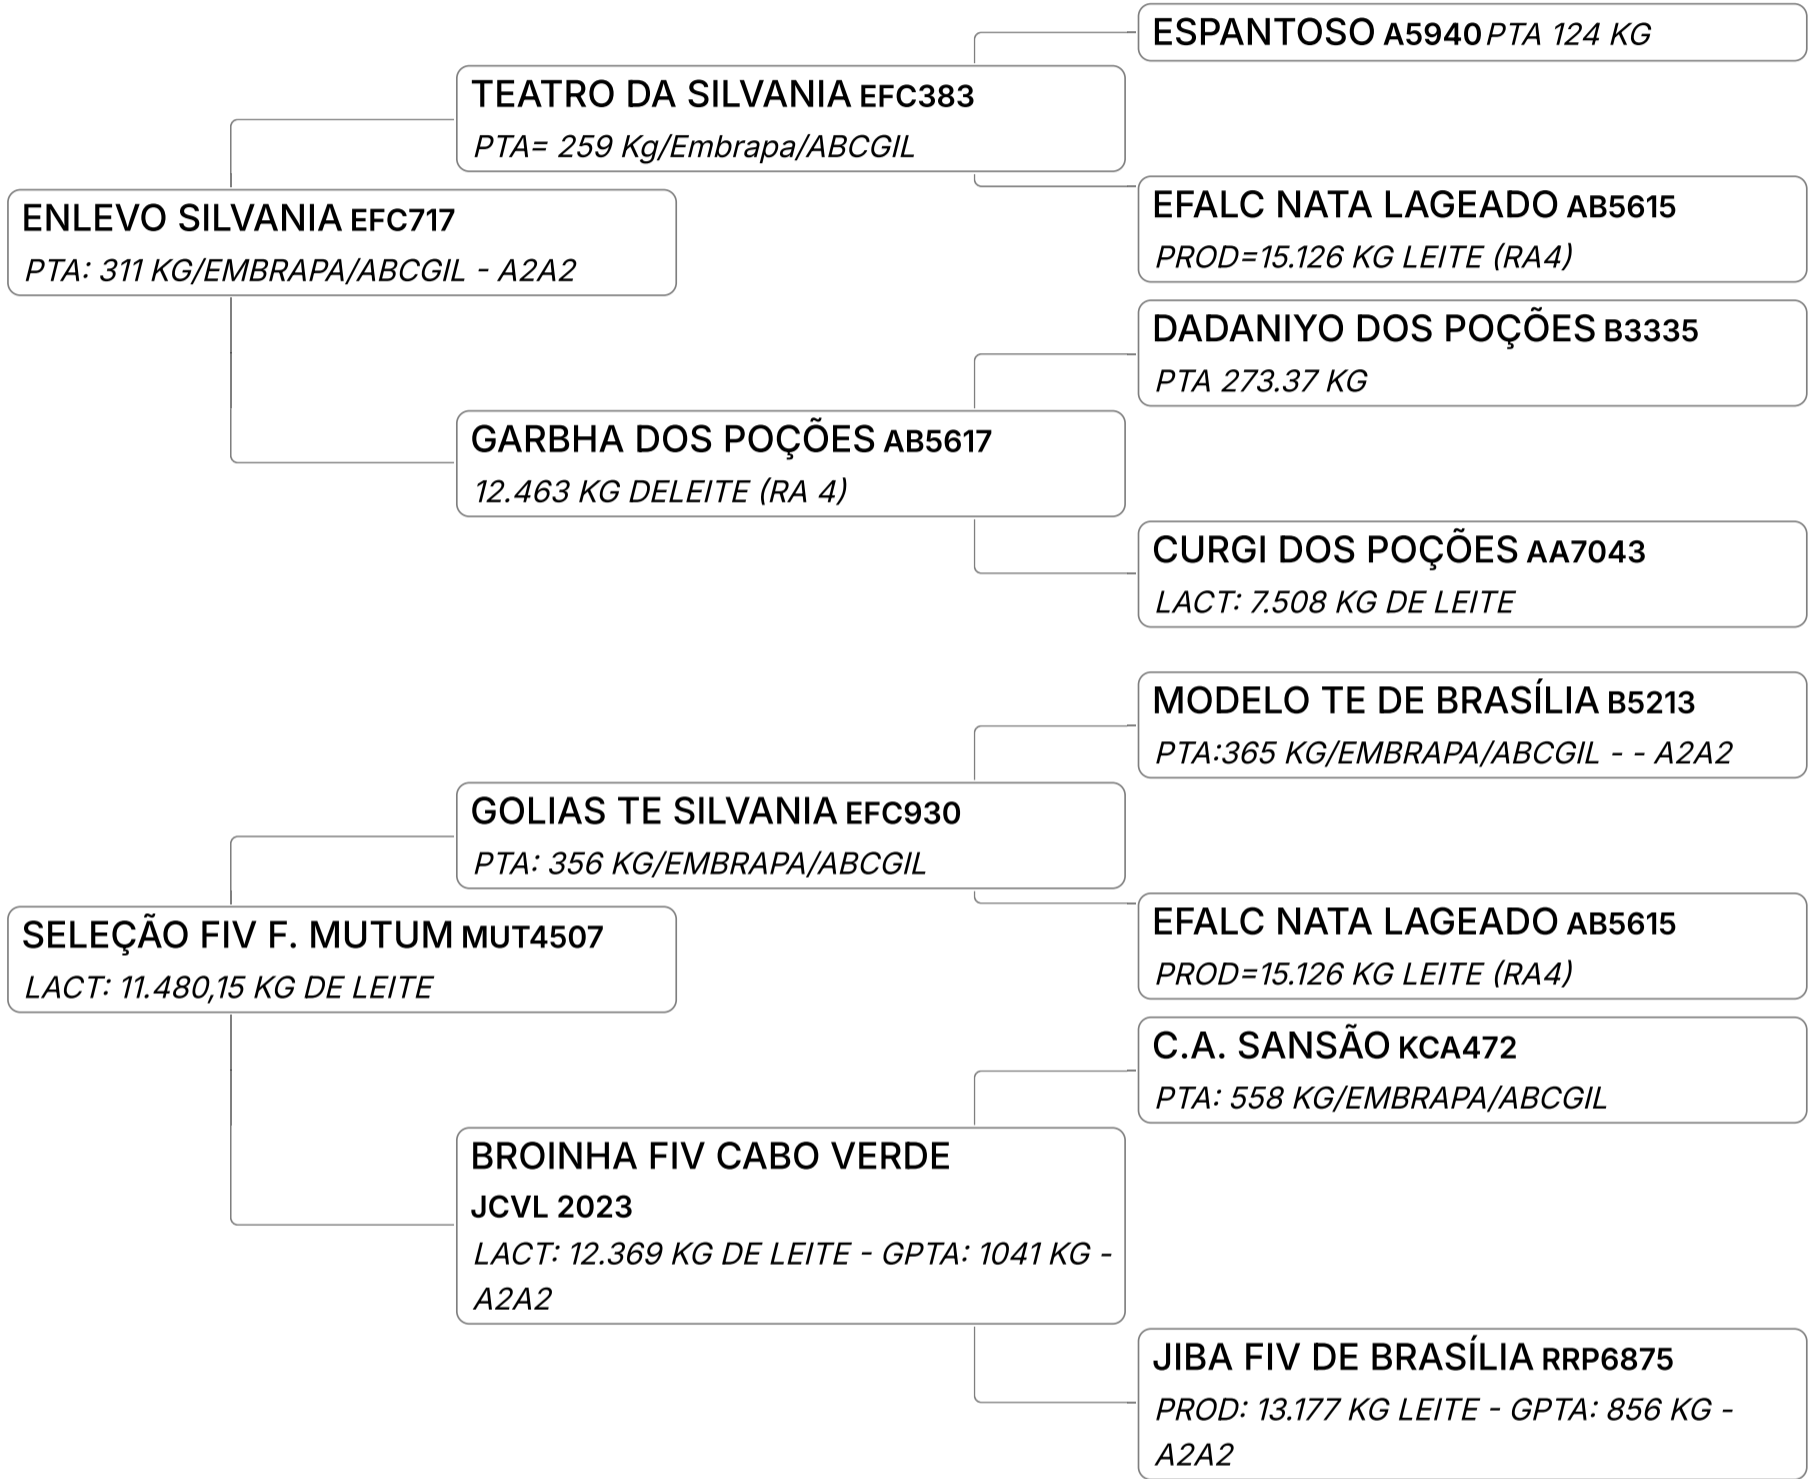 ESPANTOSO A5940 PTA 124 KG
TEATRO DA SILVANIA EFC383
PTA= 259 Kg/Embrapa/ABCGIL
EFALC NATA LAGEADO AB5615
PROD=15.126 KG LEITE (RA4)
ENLEVO SILVANIA EFC717
PTA: 311 KG/EMBRAPA/ABCGIL - A2A2
DADANIYO DOS POÇÕES B3335
PTA 273.37 KG
GARBHA DOS POÇÕES AB5617
12.463 KG DELEITE (RA 4)
CURGI DOS POÇÕES AA7043
LACT: 7.508 KG DE LEITE
MODELO TE DE BRASÍLIA B5213
PTA:365 KG/EMBRAPA/ABCGIL - - A2A2
GOLIAS TE SILVANIA EFC930
PTA: 356 KG/EMBRAPA/ABCGIL
EFALC NATA LAGEADO AB5615
PROD=15.126 KG LEITE (RA4)
SELEÇÃO FIV F. MUTUM MUT4507
LACT: 11.480,15 KG DE LEITE
C.A. SANSÃO KCA472
PTA: 558 KG/EMBRAPA/ABCGIL
BROINHA FIV CABO VERDE
JCVL 2023
LACT: 12.369 KG DE LEITE - GPTA: 1041 KG -
A2A2
JIBA FIV DE BRASÍLIA RRP6875
PROD: 13.177 KG LEITE - GPTA: 856 KG -
A2A2